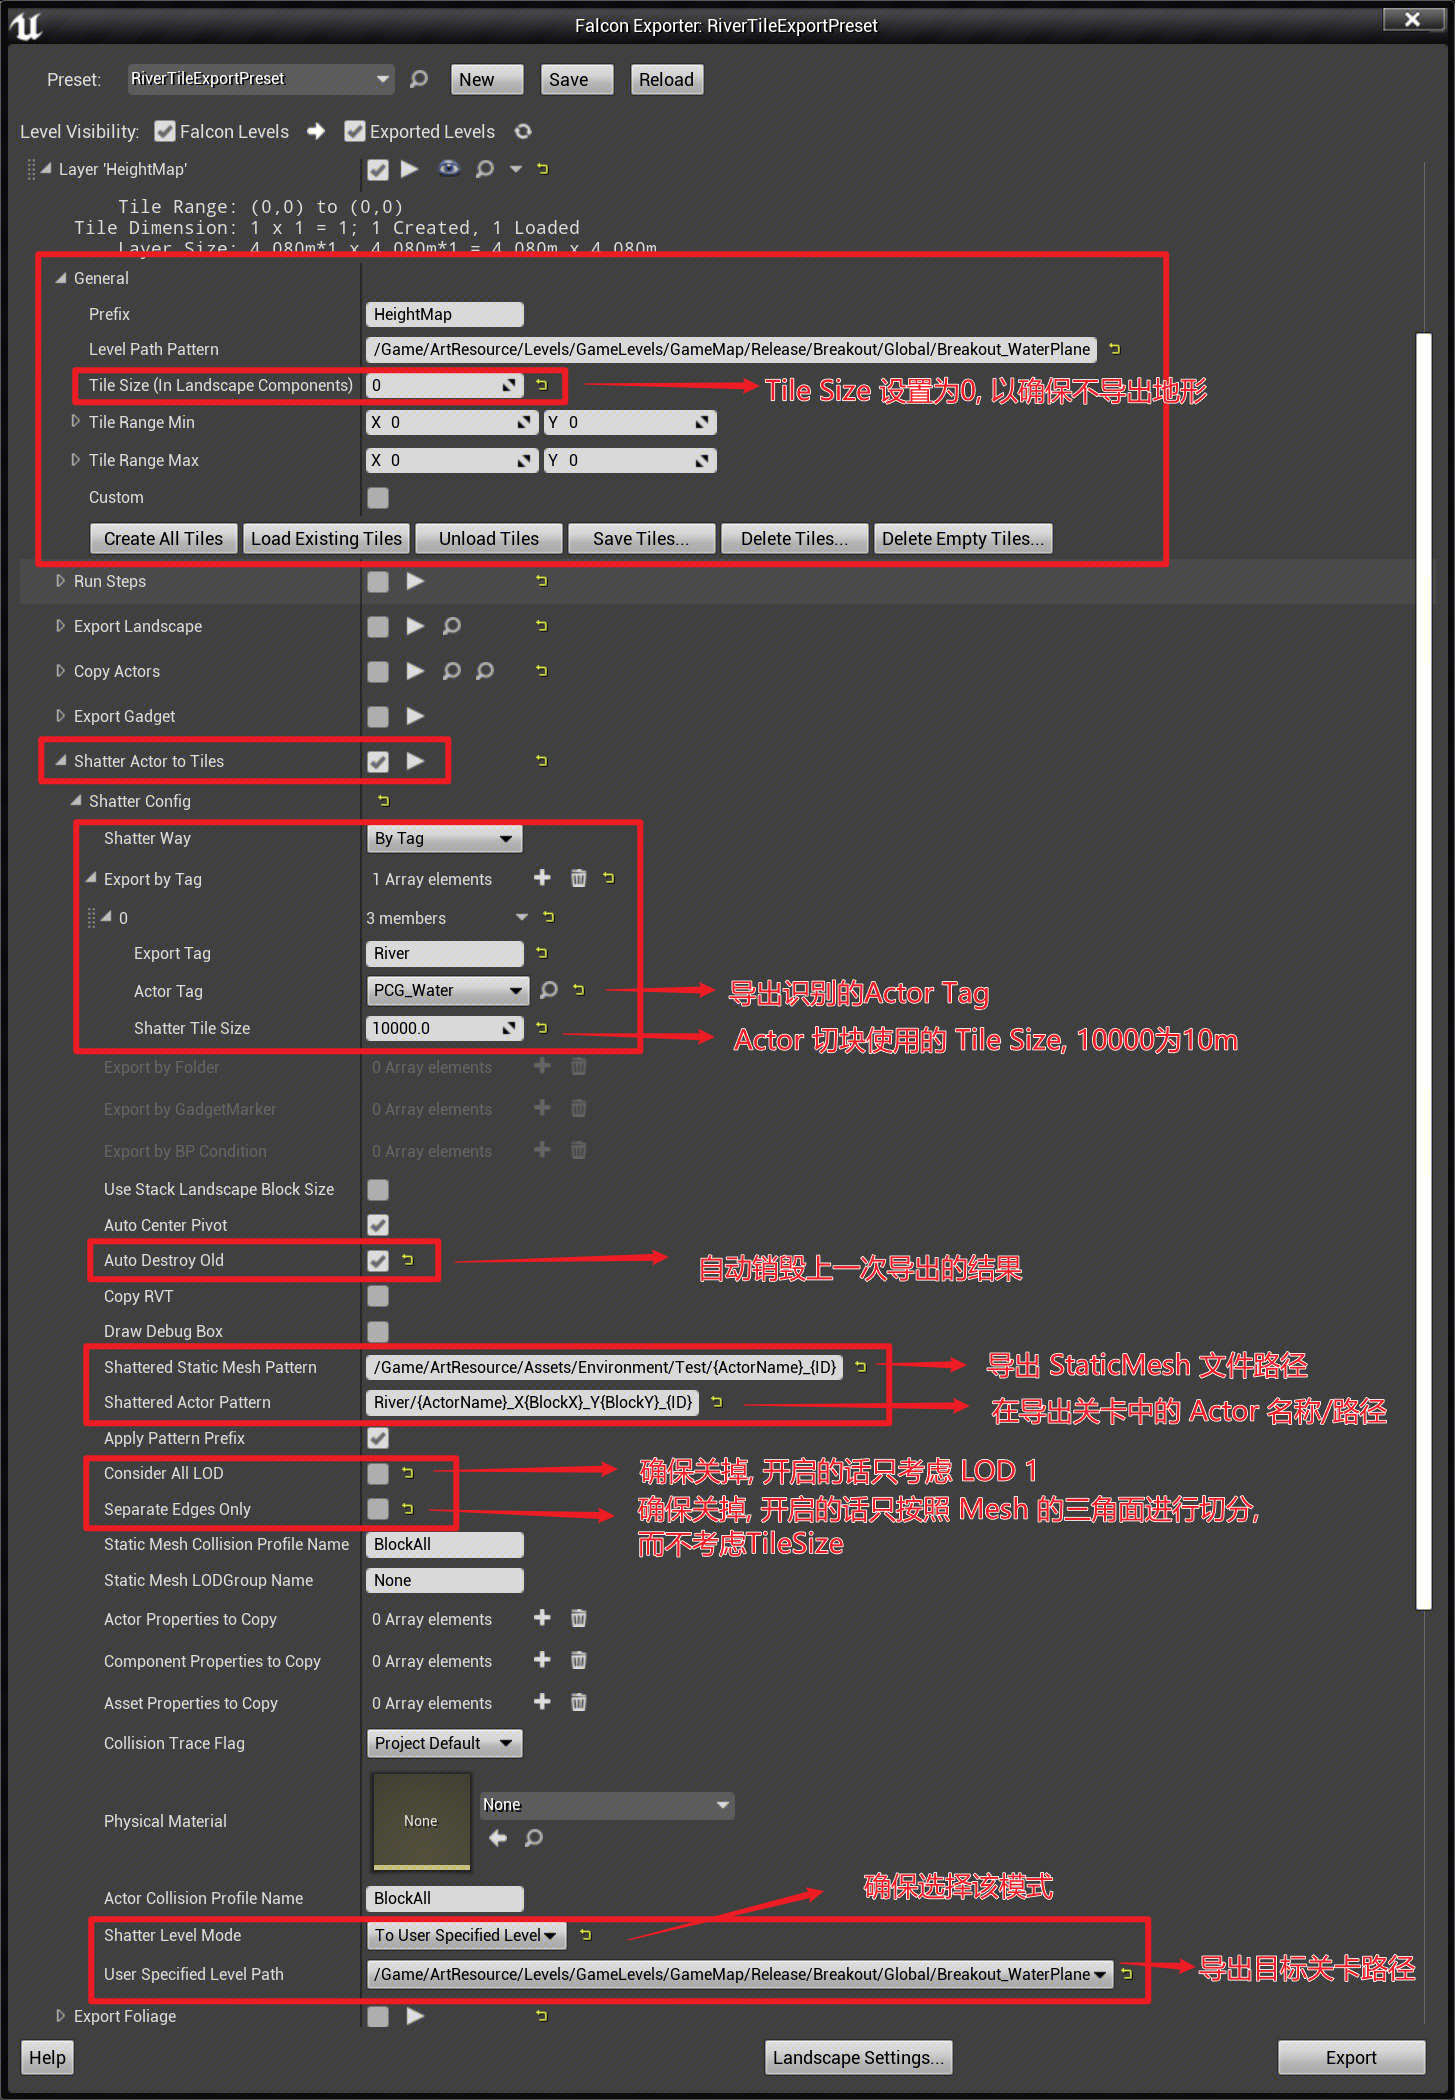 Falcon Exporter: RiverTileExportPreset
Preset: RiverTileExportPreset New Save Reload
Level Visibility: Falcon Levels Exported Levels
Layer 'HeightMap'
Tile Range: (0,0) to (0,0)
Tile Dimension: 1 x 1 = 1; 1 Created, 1 Loaded
Layer Size: 4,080m*1 x 4,080m*1 = 4,080m x 4,080m
General
Prefix HeightMap
Level Path Pattern /Game/ArtResource/Levels/GameLevels/GameMap/Release/Breakout/Global/Breakout_WaterPlane
Tile Size (In Landscape Components) 0 Tile Size 设置为0, 以确保不导出地形
Tile Range Min X 0 Y 0
Tile Range Max X 0 Y 0
Custom
Create All Tiles Load Existing Tiles Unload Tiles Save Tiles... Delete Tiles... Delete Empty Tiles...
Run Steps
Export Landscape
Copy Actors
Export Gadget
Shatter Actor to Tiles
Shatter Config
Shatter Way By Tag
Export by Tag 1 Array elements
0 3 members
Export Tag River
Actor Tag PCG_Water 导出识别的Actor Tag
Shatter Tile Size 10000.0 Actor 切块使用的 Tile Size, 10000为10m
Export by Folder 0 Array elements
Export by GadgetMarker 0 Array elements
Export by BP Condition 0 Array elements
Use Stack Landscape Block Size
Auto Center Pivot
Auto Destroy Old 自动销毁上一次导出的结果
Copy RVT
Draw Debug Box
Shattered Static Mesh Pattern /Game/ArtResource/Assets/Environment/Test/{ActorName}_{ID} 导出 StaticMesh 文件路径
Shattered Actor Pattern River/{ActorName}_X{BlockX}_Y{BlockY}_{ID} 在导出关卡中的 Actor 名称/路径
Apply Pattern Prefix
Consider All LOD 确保关掉, 开启的话只考虑 LOD 1
Separate Edges Only 确保关掉, 开启的话只按照 Mesh 的三角面进行切分,
而不考虑TileSize
Static Mesh Collision Profile Name BlockAll
Static Mesh LODGroup Name None
Actor Properties to Copy 0 Array elements
Component Properties to Copy 0 Array elements
Asset Properties to Copy 0 Array elements
Collision Trace Flag Project Default
None
Physical Material None
Actor Collision Profile Name BlockAll 确保选择该模式
Shatter Level Mode To User Specified Level
User Specified Level Path /Game/ArtResource/Levels/GameLevels/GameMap/Release/Breakout/Global/Breakout_WaterPlane 导出目标关卡路径
Export Foliage
Help Landscape Settings... Export